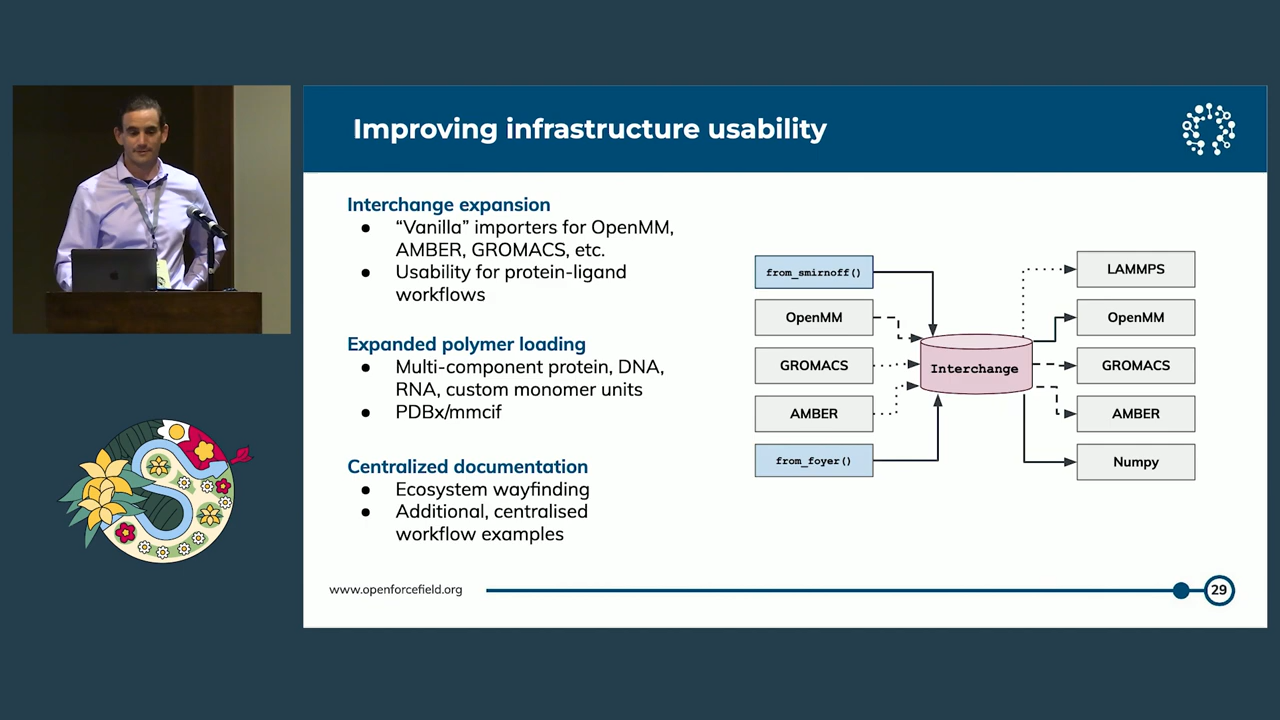 Improving infrastructure usability
Interchange expansion
● “Vanilla” importers for OpenMM,
AMBER, GROMACS, etc.
● Usability for protein-ligand
workflows
Expanded polymer loading
● Multi-component protein, DNA,
RNA, custom monomer units
● PDBx/mmcif
Centralized documentation
● Ecosystem wayfinding
● Additional, centralised
workflow examples
from_smirnoff()
OpenMM
GROMACS
AMBER
from_foyer()
Interchange
LAMMPS
OpenMM
GROMACS
AMBER
Numpy
www.openforcefield.org
29